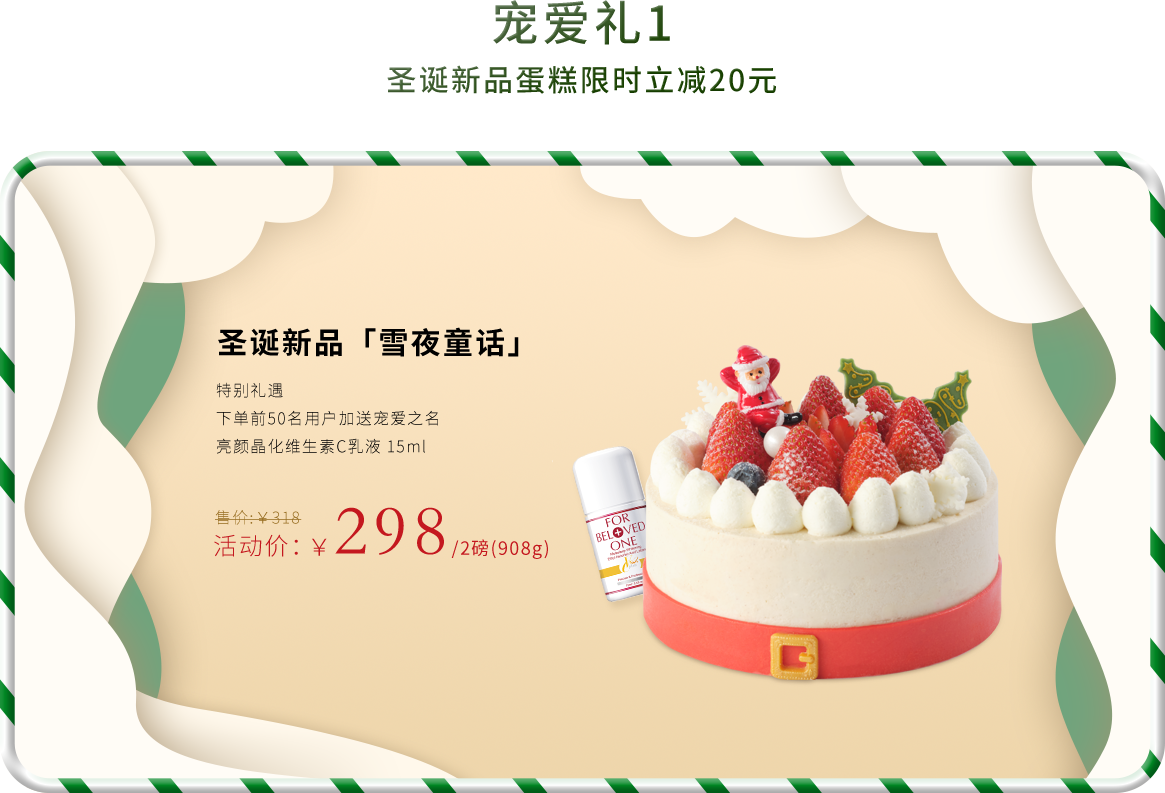 宠爱礼1
圣诞新品蛋糕限时立减20元
圣诞新品「雪夜童话」
特别礼遇
下单前50名用户加送宠爱之名
亮颜晶化维生素C乳液 15ml
售价:￥318
活动价：￥298/2磅(908g)
FOR
BELOVED
ONE